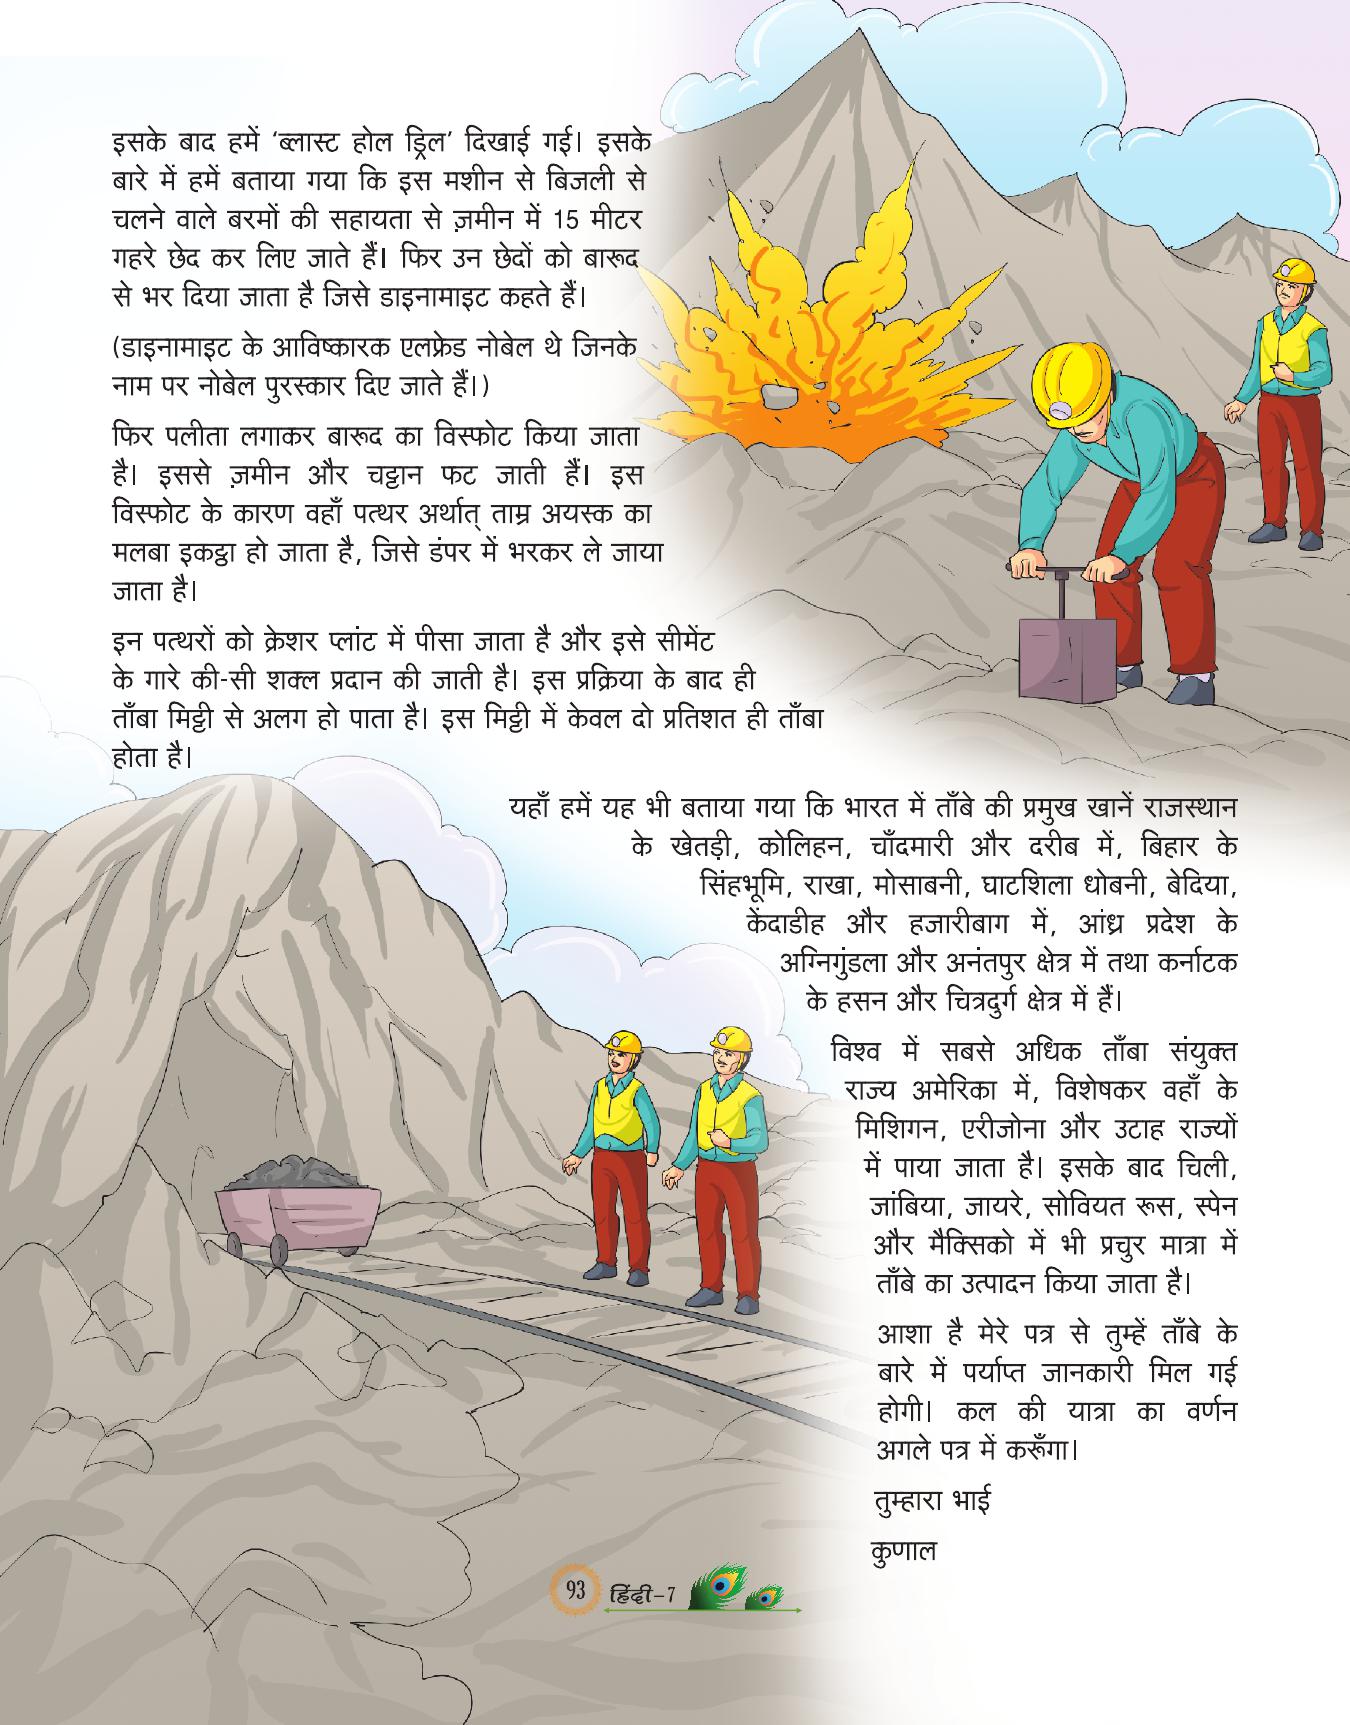 इसके बाद हमें ‘ब्लास्ट होल ड्रिल’ दिखाई गई। इसके
बारे में हमें बताया गया कि इस मशीन से बिजली से
चलने वाले बरमों की सहायता से ज़मीन में 15 मीटर
गहरे छेद कर लिए जाते हैं। फिर उन छेदों को बारूद
से भर दिया जाता है जिसे डाइनामाइट कहते हैं।
(डाइनामाइट के आविष्कारक एलफ्रेड नोबेल थे जिनके
नाम पर नोबेल पुरस्कार दिए जाते हैं।)
फिर पलीता लगाकर बारूद का विस्फोट किया जाता
है। इससे ज़मीन और चट्टान फट जाती हैं। इस
विस्फोट के कारण वहाँ पत्थर अर्थात् ताम्र अयस्क का
मलबा इकट्ठा हो जाता है, जिसे डंपर में भरकर ले जाया
जाता है।
इन पत्थरों को क्रेशर प्लांट में पीसा जाता है और इसे सीमेंट
के गारे की-सी शक्ल प्रदान की जाती है। इस प्रक्रिया के बाद ही
ताँबा मिट्टी से अलग हो पाता है। इस मिट्टी में केवल दो प्रतिशत ही ताँबा
होता है।
यहाँ हमें यह भी बताया गया कि भारत में ताँबे की प्रमुख खानें राजस्थान
के खेतड़ी, कोलिहन, चाँदमारी और दरीब में, बिहार के
सिंहभूमि, राखा, मोसाबनी, घाटशिला धोबनी, बेदिया,
केंदाडीह और हजारीबाग में, आंध्र प्रदेश के
अग्निगुंडला और अनंतपुर क्षेत्र में तथा कर्नाटक
के हसन और चित्रदुर्ग क्षेत्र में हैं।
विश्व में सबसे अधिक ताँबा संयुक्त
राज्य अमेरिका में, विशेषकर वहाँ के
मिशिगन, एरीजोना और उटाह राज्यों
में पाया जाता है। इसके बाद चिली,
जांबिया, जायरे, सोवियत रूस, स्पेन
और मैक्सिको में भी प्रचुर मात्रा में
ताँबे का उत्पादन किया जाता है।
आशा है मेरे पत्र से तुम्हें ताँबे के
बारे में पर्याप्त जानकारी मिल गई
होगी। कल की यात्रा का वर्णन
अगले पत्र में करूँगा।
तुम्हारा भाई
कुणाल
93 हिंदी–7